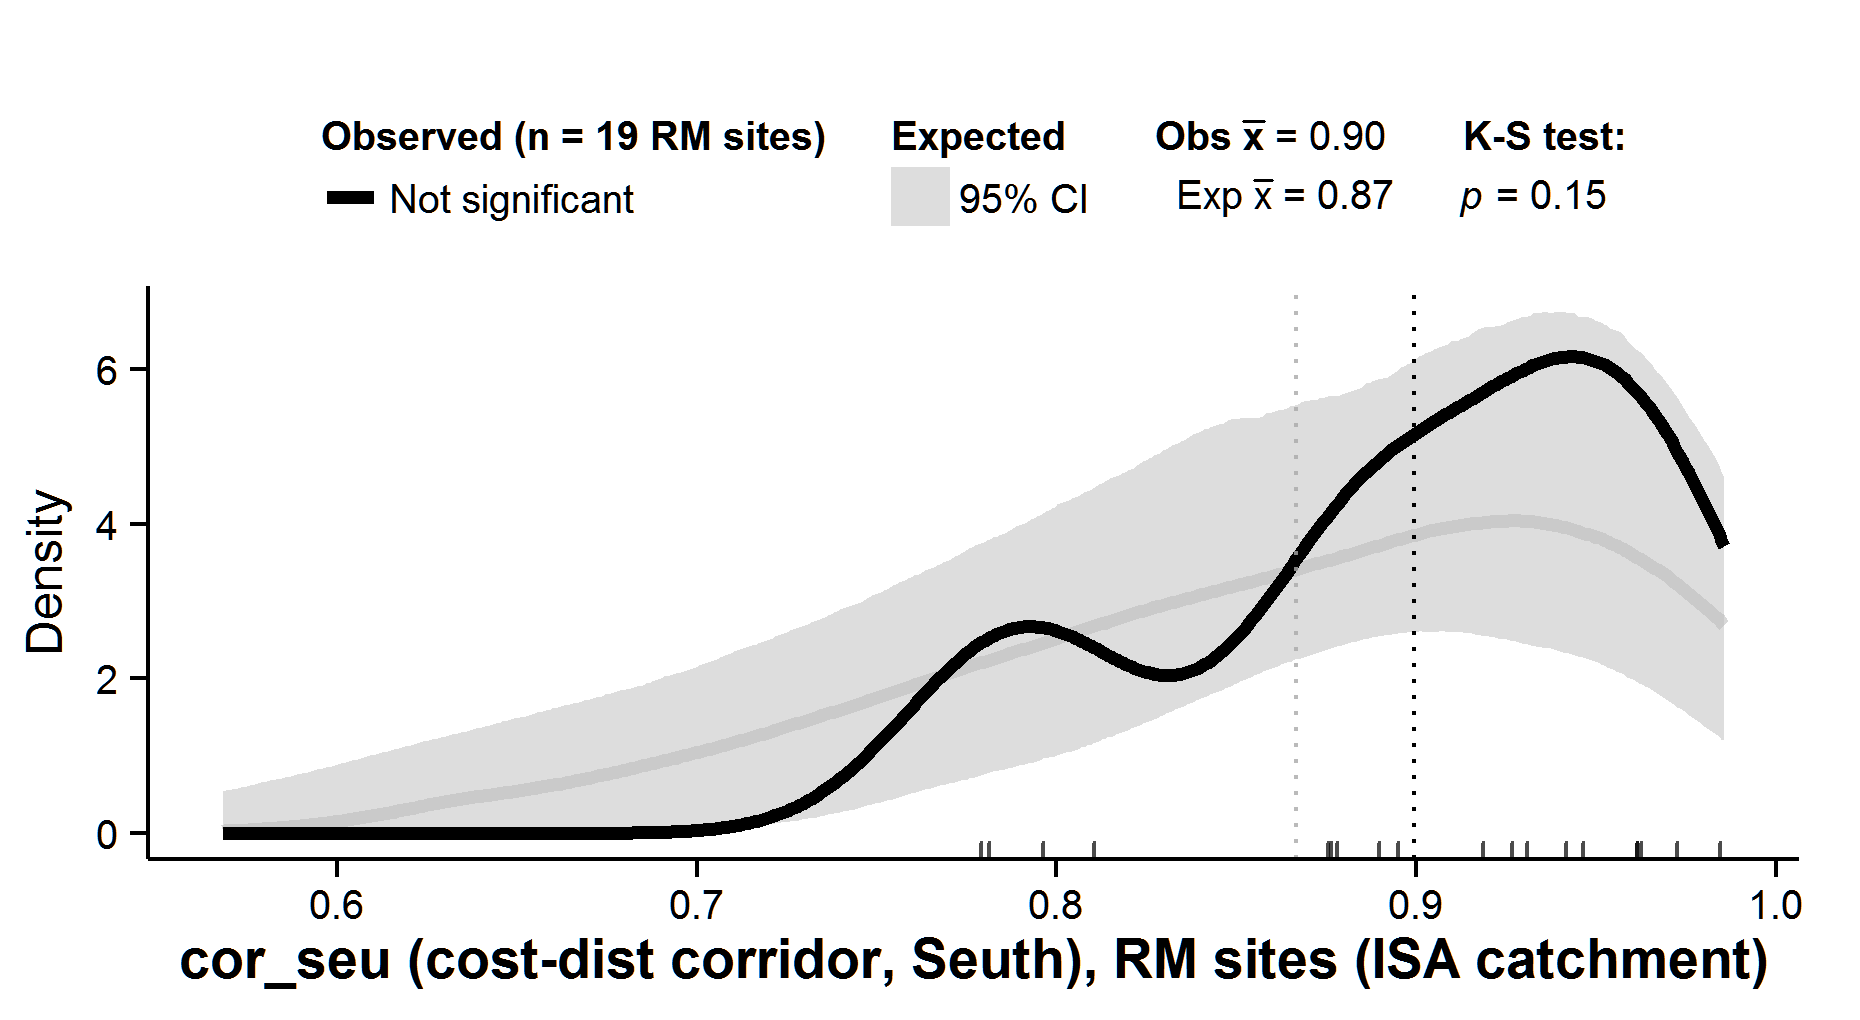 Observed (n = 19 RM sites) Expected Obs x̅ = 0.90 K-S test:
Not significant 95% CI Exp x̅ = 0.87 p = 0.15
Density
6
4
2
0
0.6 0.7 0.8 0.9 1.0
cor_seu (cost-dist corridor, Seuth), RM sites (ISA catchment)